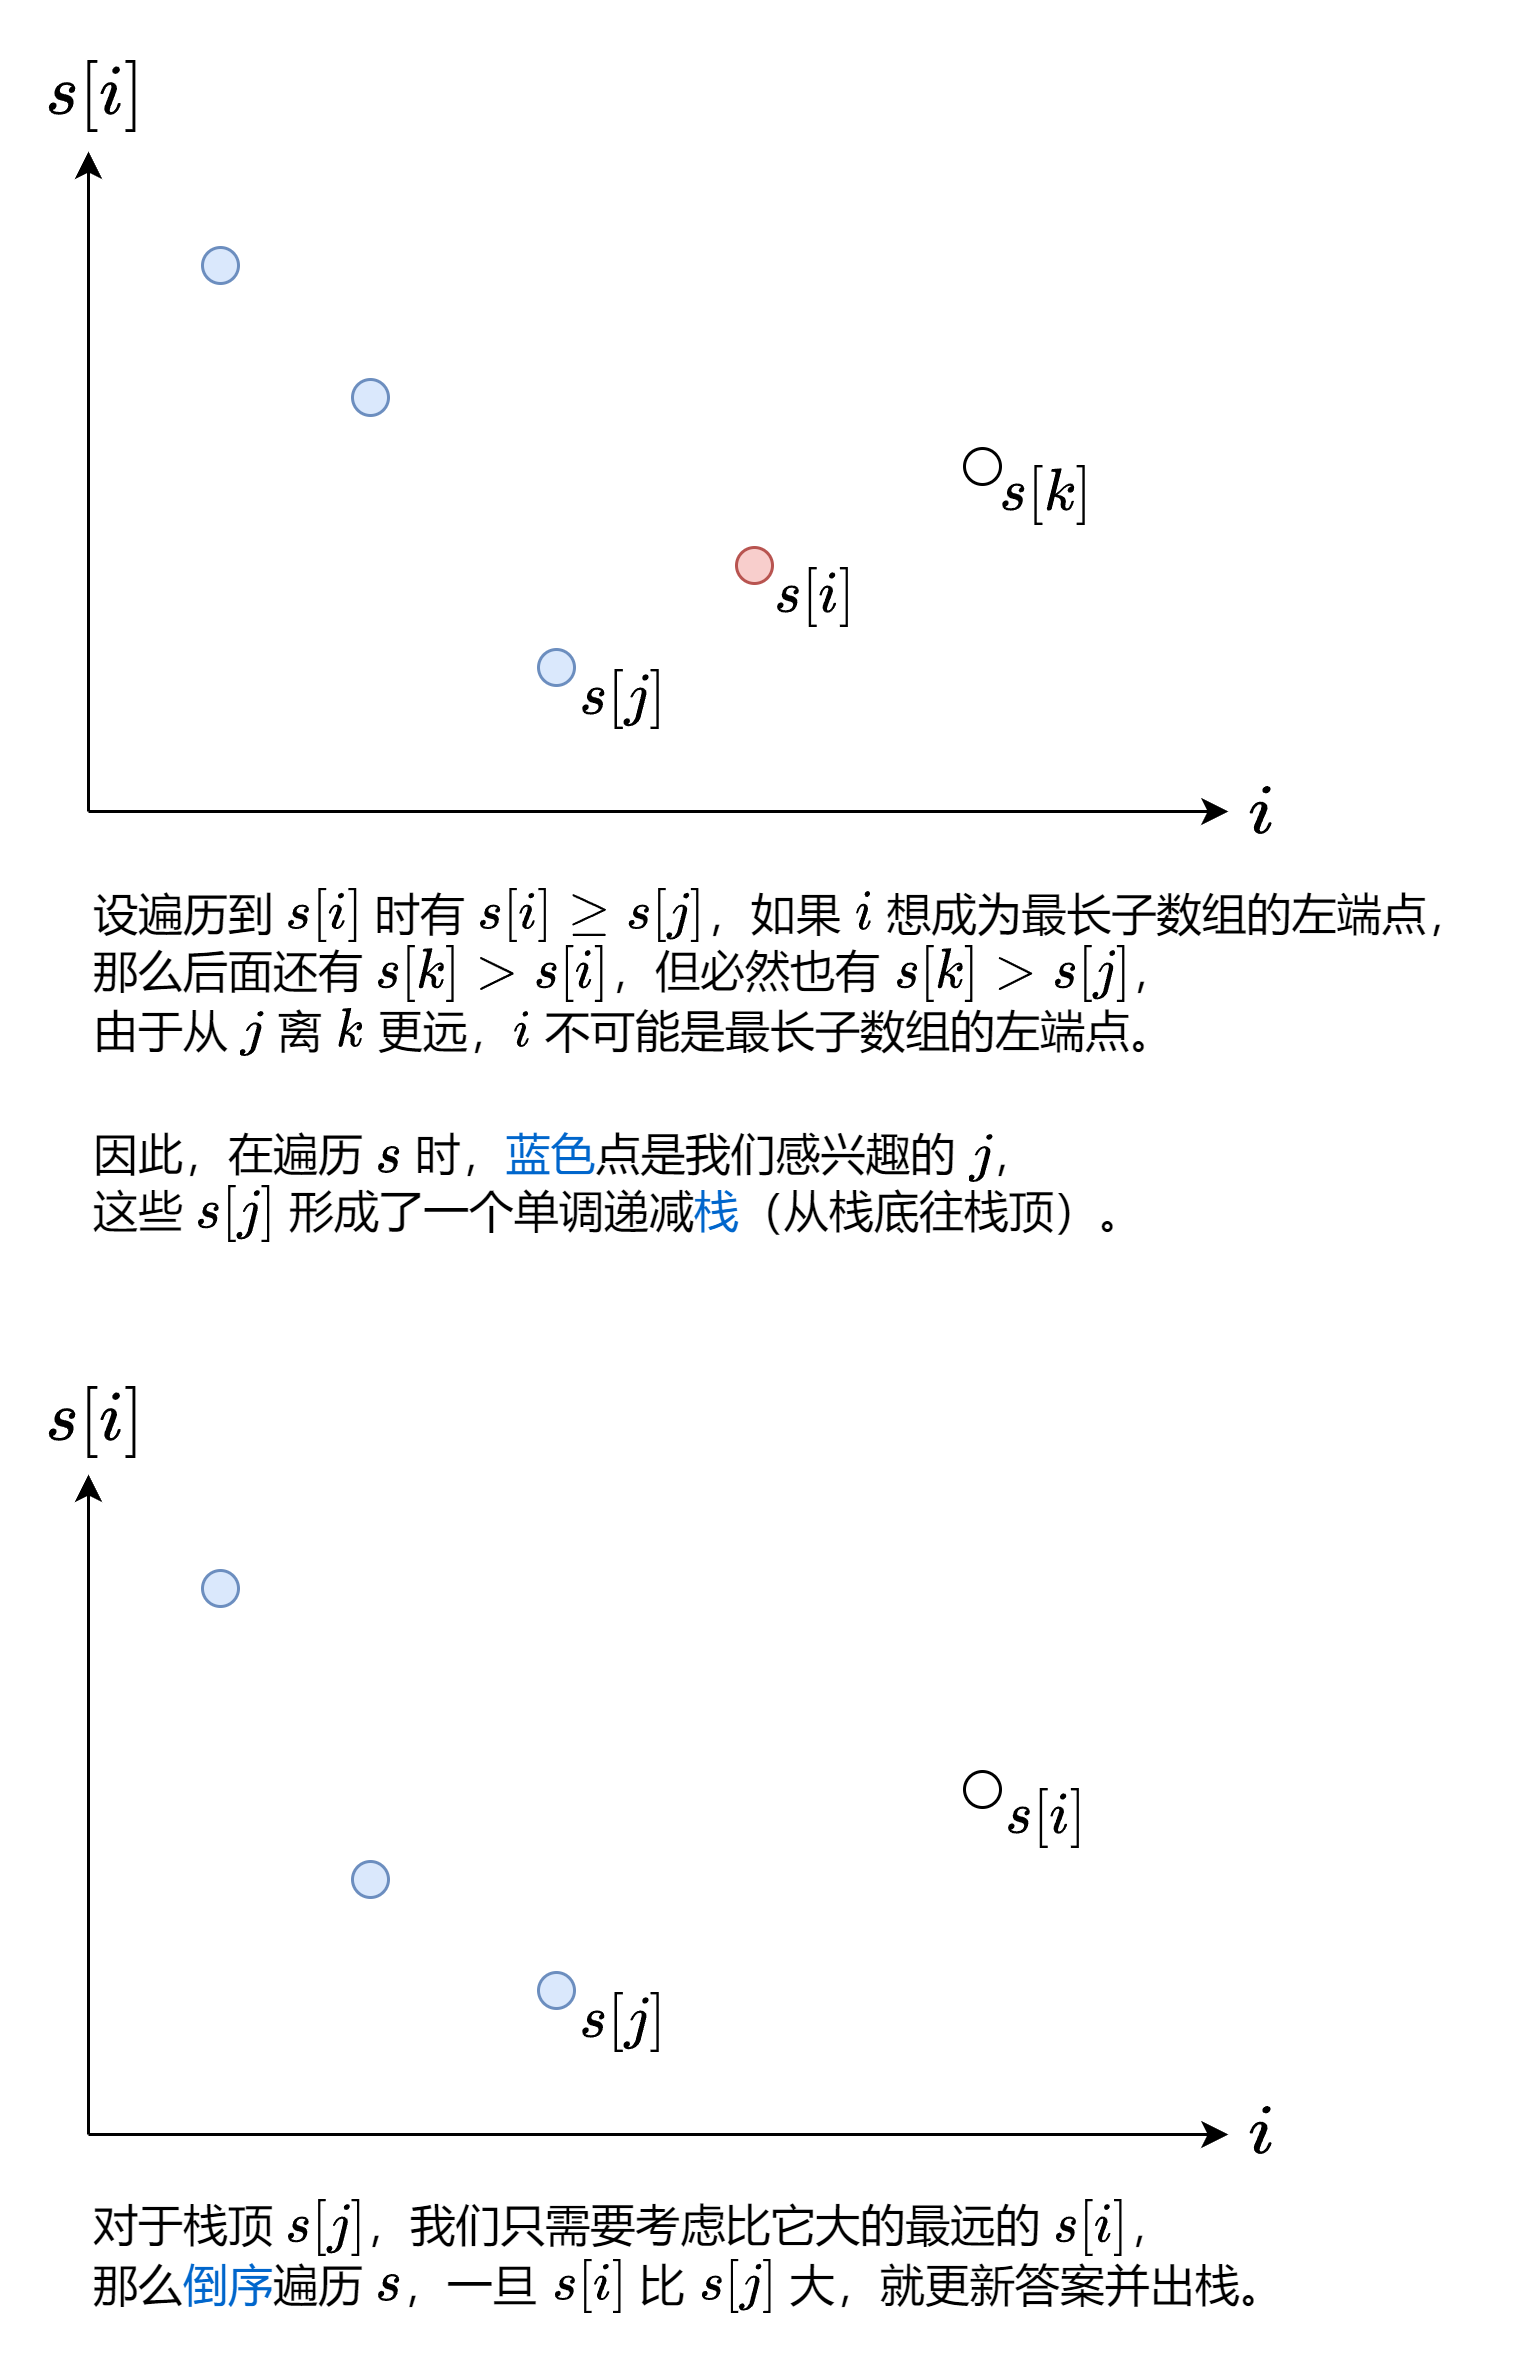 s[i]
s[k]
s[i]
s[j]
i
设遍历到 s[i] 时有 s[i] ≥ s[j]，如果 i 想成为最长子数组的左端点，
那么后面还有 s[k] > s[i]，但必然也有 s[k] > s[j]，
由于从 j 离 k 更远，i 不可能是最长子数组的左端点。
因此，在遍历 s 时，蓝色点是我们感兴趣的 j，
这些 s[j] 形成了一个单调递减栈（从栈底往栈顶）。
s[i]
s[i]
s[j]
i
对于栈顶 s[j]，我们只需要考虑比它大的最远的 s[i]，
那么倒序遍历 s，一旦 s[i] 比 s[j] 大，就更新答案并出栈。